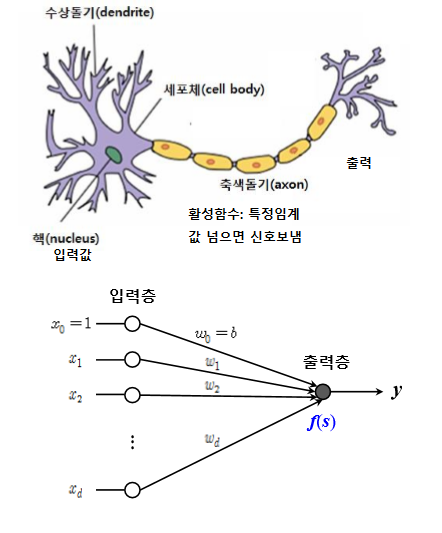 수상돌기(dendrite)
세포체(cell body)
출력
축색돌기(axon)
활성함수: 특정임계
값 넘으면 신호보냄
핵(nucleus)
입력값
입력층
x₀ = 1
w₀ = b
출력층
x₁
w₁
x₂
w₂
y
f(s)
⋮
w_d
x_d